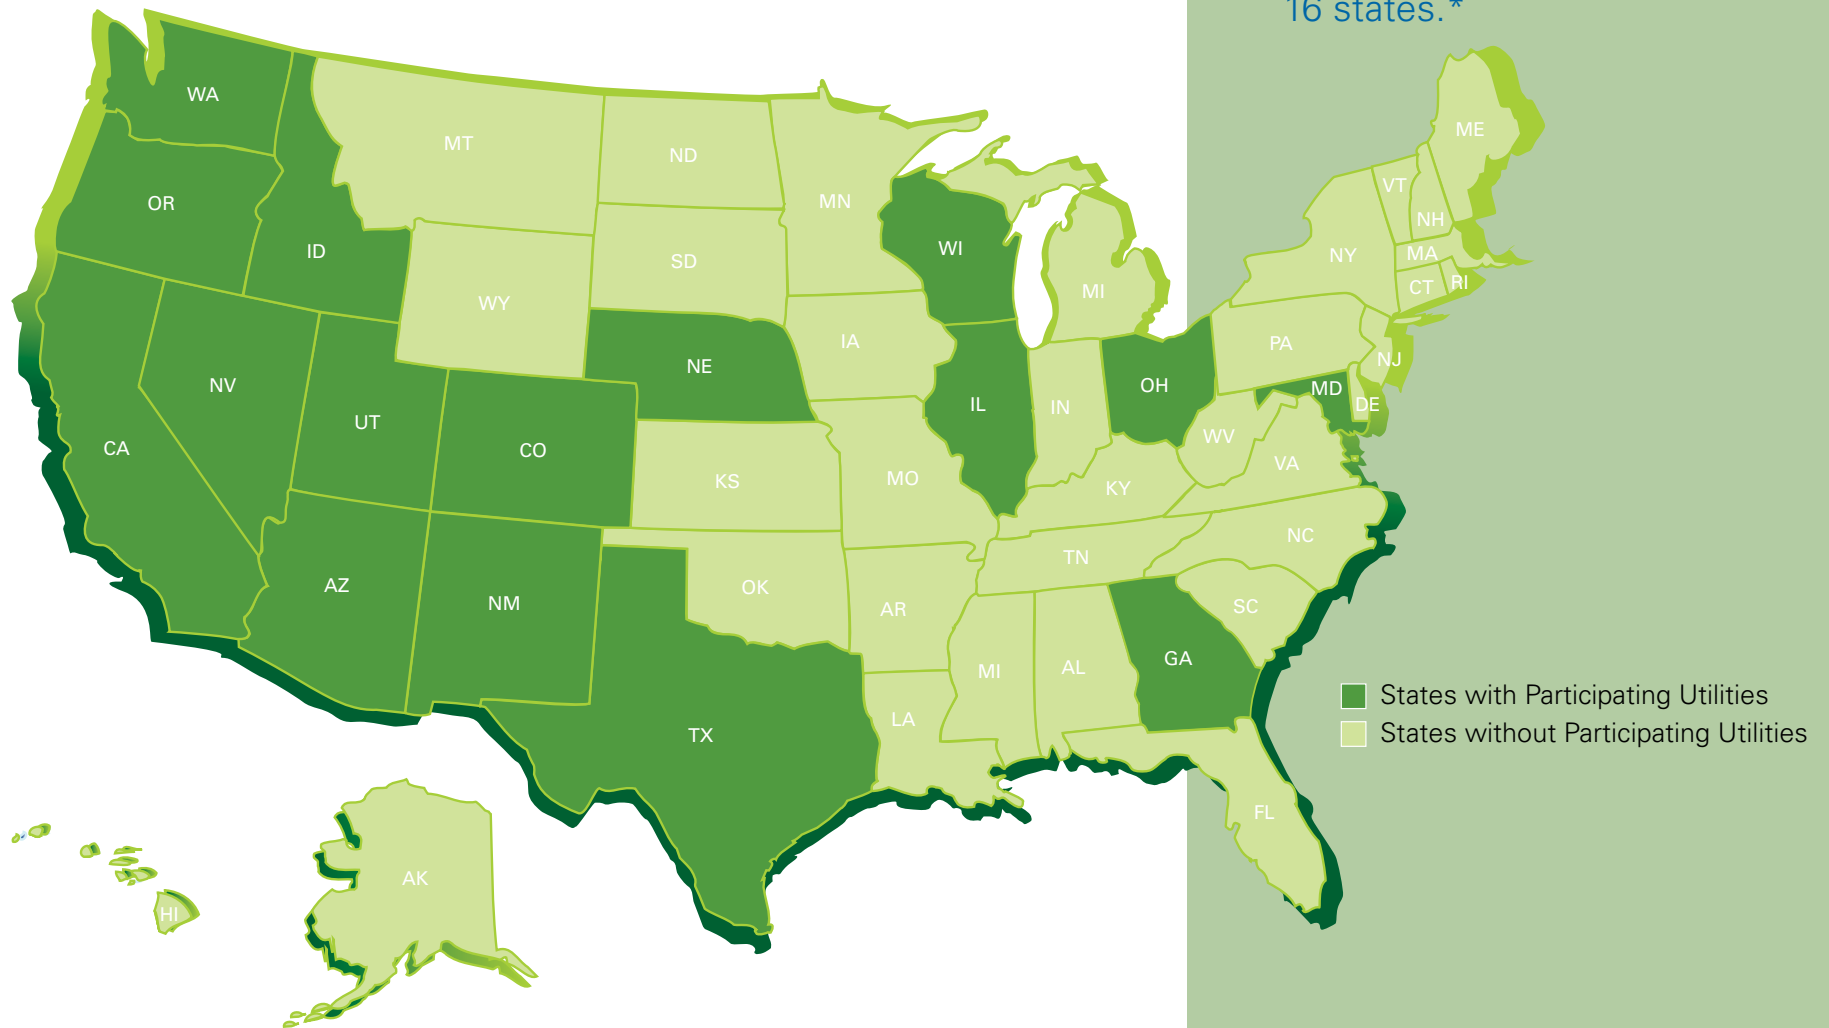 16 states.*
WA
MT
ND
MN
OR
ID
WY
SD
WI
MI
ME
VT
NH
NY
MA
CT
RI
NV
UT
CA
CO
NE
IA
IL
IN
OH
PA
NJ
MD
DE
WV
VA
KS
MO
KY
AZ
NM
OK
AR
TN
NC
SC
TX
LA
MI
AL
GA
FL
AK
HI
States with Participating Utilities
States without Participating Utilities